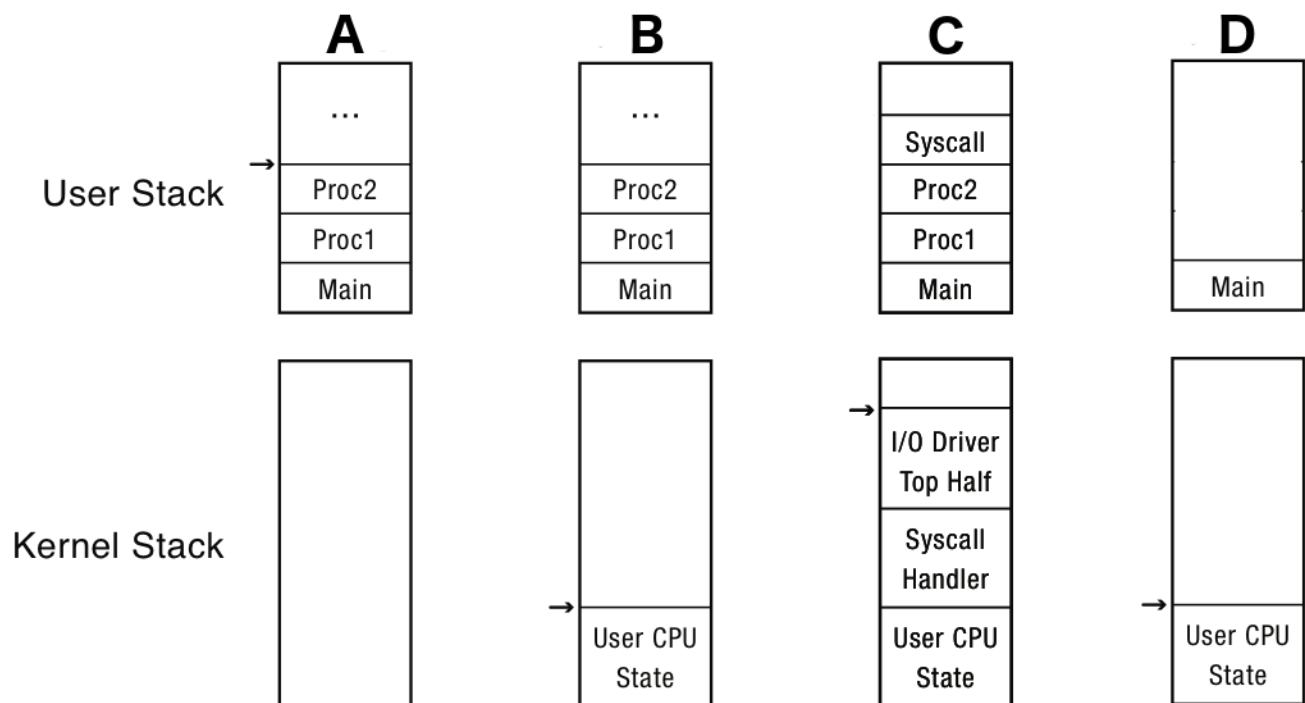 A B C D
User Stack
...
Proc2
Proc1
Main
...
Proc2
Proc1
Main
Syscall
Proc2
Proc1
Main
Main
Kernel Stack
User CPU
State
I/O Driver
Top Half
Syscall
Handler
User CPU
State
User CPU
State